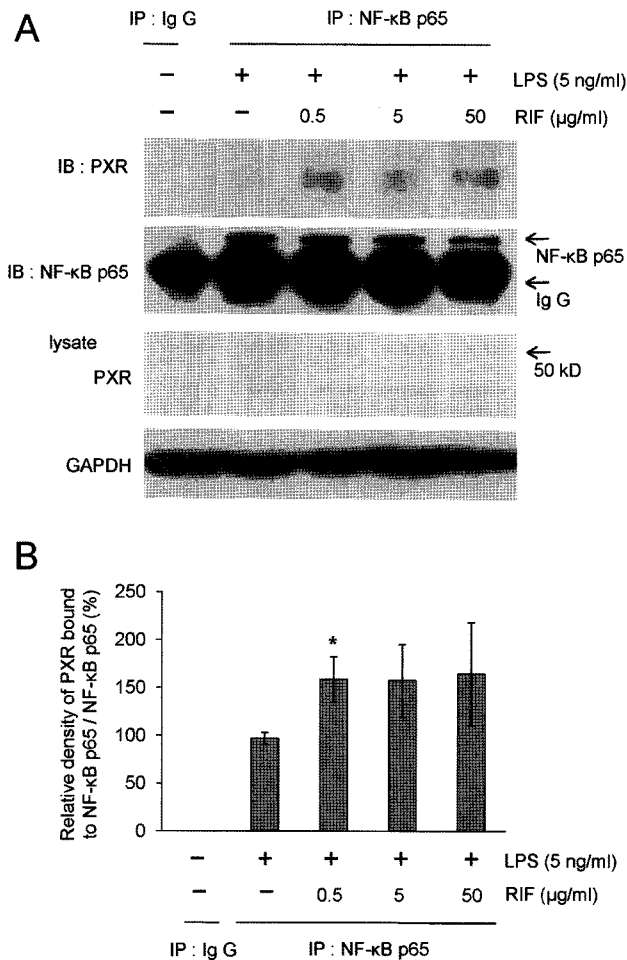 A
IP : Ig G IP : NF-κB p65
− + + + + LPS (5 ng/ml)
− − 0.5 5 50 RIF (μg/ml)
IB : PXR
IB : NF-κB p65
NF-κB p65
Ig G
lysate
PXR
50 kD
GAPDH
B
Relative density of PXR bound
to NF-κB p65 / NF-κB p65 (%)
250
200
150
100
50
0
*
− + + + + LPS (5 ng/ml)
− − 0.5 5 50 RIF (μg/ml)
IP : Ig G IP : NF-κB p65